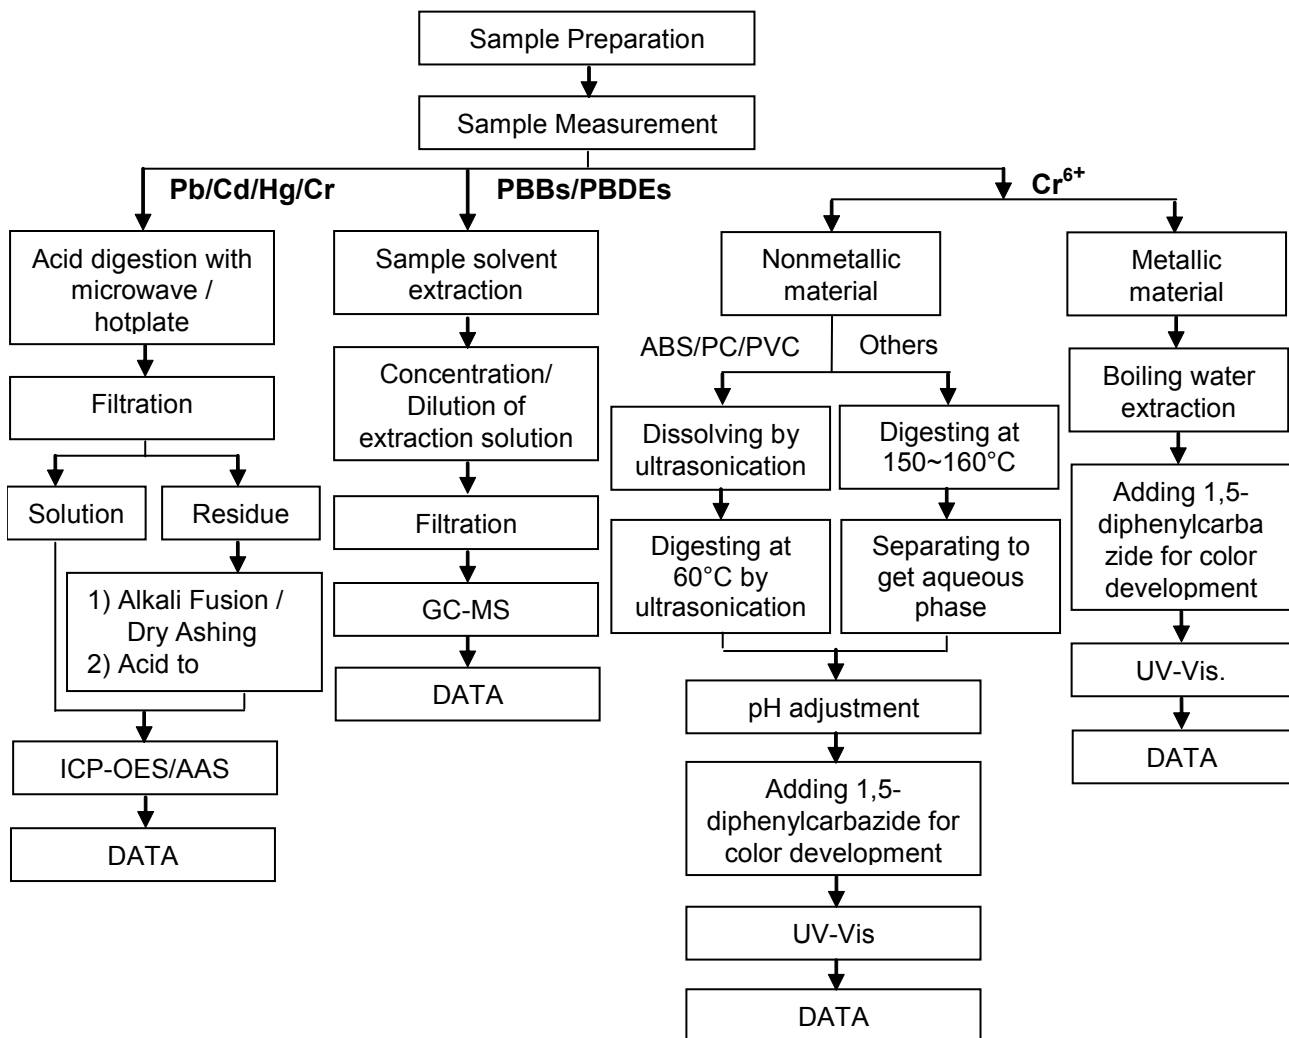 Sample Preparation
Sample Measurement
Pb/Cd/Hg/Cr
PBBs/PBDEs
Cr6+
Acid digestion with
microwave /
hotplate
Filtration
Solution
Residue
1) Alkali Fusion /
Dry Ashing
2) Acid to
ICP-OES/AAS
DATA
Sample solvent
extraction
Concentration/
Dilution of
extraction solution
Filtration
GC-MS
DATA
Nonmetallic
material
ABS/PC/PVC
Others
Dissolving by
ultrasonication
Digesting at
60°C by
ultrasonication
Digesting at
150~160°C
Separating to
get aqueous
phase
pH adjustment
Adding 1,5-
diphenylcarbazide for
color development
UV-Vis
DATA
Metallic
material
Boiling water
extraction
Adding 1,5-
diphenylcarba
zide for color
development
UV-Vis.
DATA